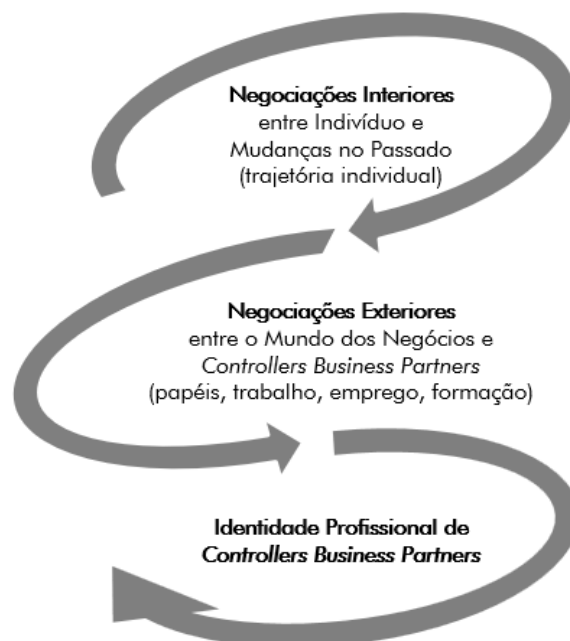 Negociações Interiores
entre Indivíduo e
Mudanças no Passado
(trajetória individual)
Negociações Exteriores
entre o Mundo dos Negócios e
Controllers Business Partners
(papéis, trabalho, emprego, formação)
Identidade Profissional de
Controllers Business Partners